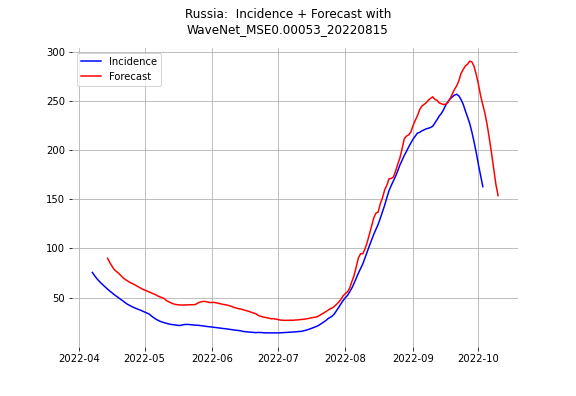 Russia:  Incidence + Forecast with
WaveNet_MSE0.00053_20220815
300
250
200
150
100
50
Incidence
Forecast
2022-04 2022-05 2022-06 2022-07 2022-08 2022-09 2022-10